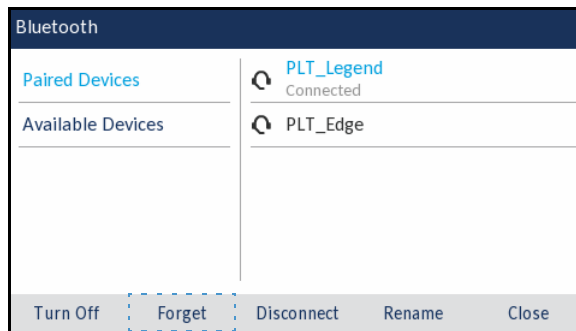 Bluetooth
Paired Devices
Available Devices
PLT_Legend
Connected
PLT_Edge
Turn Off Forget Disconnect Rename Close